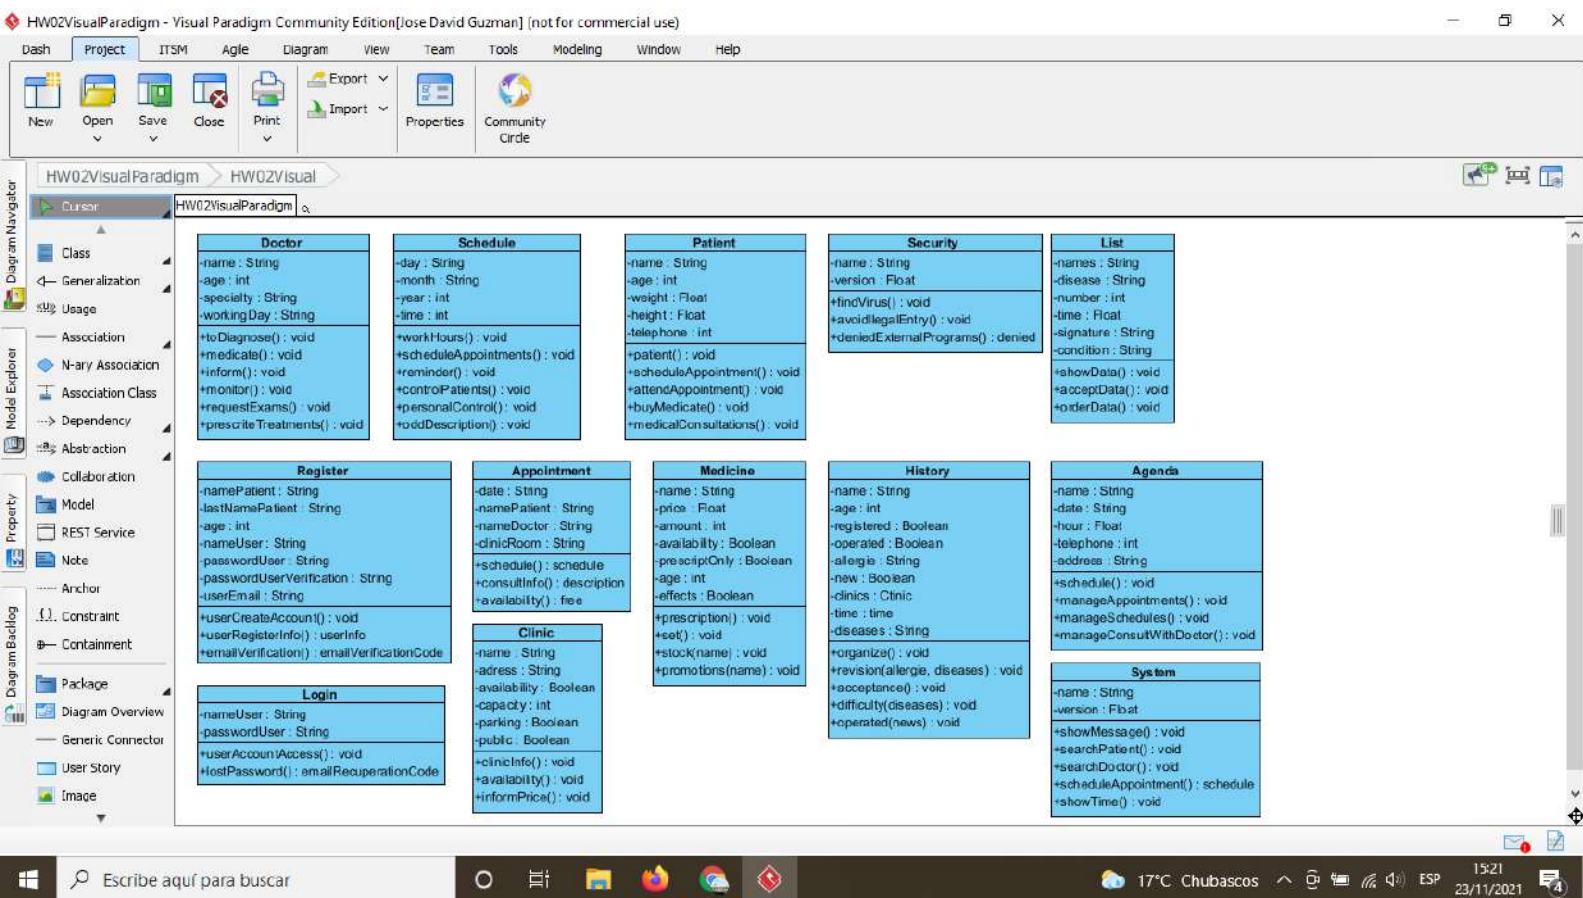 HW02VisualParadigm - Visual Paradigm Community Edition[Jose David Guzman] (not for commercial use)
Dash Project ITSM Agile Diagram View Team Tools Modeling Window Help
New
Open
Save
Close
Print
Export
Import
Properties
Community
Circle
HW02VisualParadigm
HW02Visual
HW02VisualParadigm
Diagram Navigator
Model Explorer
Property
Diagram Backlog
Cursor
Class
Generalization
Usage
Association
N-ary Association
Association Class
Dependency
Abstraction
Collaboration
Model
REST Service
Note
Anchor
Constraint
Containment
Package
Diagram Overview
Generic Connector
User Story
Image
Doctor
-name : String
-age : int
-specialty : String
-workingDay : String
+toDiagnose() : void
+medicate() : void
+inform() : void
+monitor() : void
+requestExams() : void
+prescriteTreatments() : void
Schedule
-day : String
-month : String
-year : int
-time : int
+workHours() : void
+scheduleAppointments() : void
+reminder() : void
+controlPatients() : void
+personalControl() : void
+oddDescription() : void
Patient
-name : String
-age : int
-weight : Float
-height : Float
-telephone : int
+patient() : void
+scheduleAppointment() : void
+attendAppointment() : void
+buyMedicate() : void
+medicalConsultations() : void
Security
-name : String
-version : Float
+findVirus() : void
+avoidIlegalEntry() : void
+deniedExternalPrograms() : denied
List
-names : String
-disease : String
-number : int
-time : Float
-signature : String
-condition : String
+showData() : void
+acceptData() : void
+orderData() : void
Register
-namePatient : String
-lastNamePatient : String
-age : int
-nameUser : String
-passwordUser : String
-passwordUserVerification : String
-userEmail : String
+userCreateAccount() : void
+userRegisterInfo() : userInfo
+emailVerification() : emailVerificationCode
Appointment
-date : String
-namePatient : String
-nameDoctor : String
-clinicRoom : String
+schedule() : schedule
+consultInfo() : description
+availability() : free
Medicine
-name : String
-price : Float
-amount : int
-availability : Boolean
-prescriptOnly : Boolean
-age : int
-effects : Boolean
+prescription() : void
+set() : void
+stock(name) : void
+promotions(name) : void
History
-name : String
-age : int
-registered : Boolean
-operated : Boolean
-allergie : String
-new : Boolean
-clinics : Clinic
-time : time
-diseases : String
+organize() : void
+revision(allergie, diseases) : void
+acceptance() : void
+difficulty(diseases) : void
+operated(news) : void
Agenda
-name : String
-date : String
-hour : Float
-telephone : int
-address : String
+schedule() : void
+manageAppointments() : void
+manageSchedules() : void
+manageConsultWithDoctor() : void
Login
-nameUser : String
-passwordUser : String
+userAccountAccess() : void
+lostPassword() : emailRecuperationCode
Clinic
-name : String
-adress : String
-availability : Boolean
-capacity : int
-parking : Boolean
-public : Boolean
+clinicInfo() : void
+availability() : void
+informPrice() : void
System
-name : String
-version : Float
+showMessage() : void
+searchPatient() : void
+searchDoctor() : void
+scheduleAppointment() : schedule
+showTime() : void
Escribe aquí para buscar
17°C Chubascos
ESP
15:21
23/11/2021
4